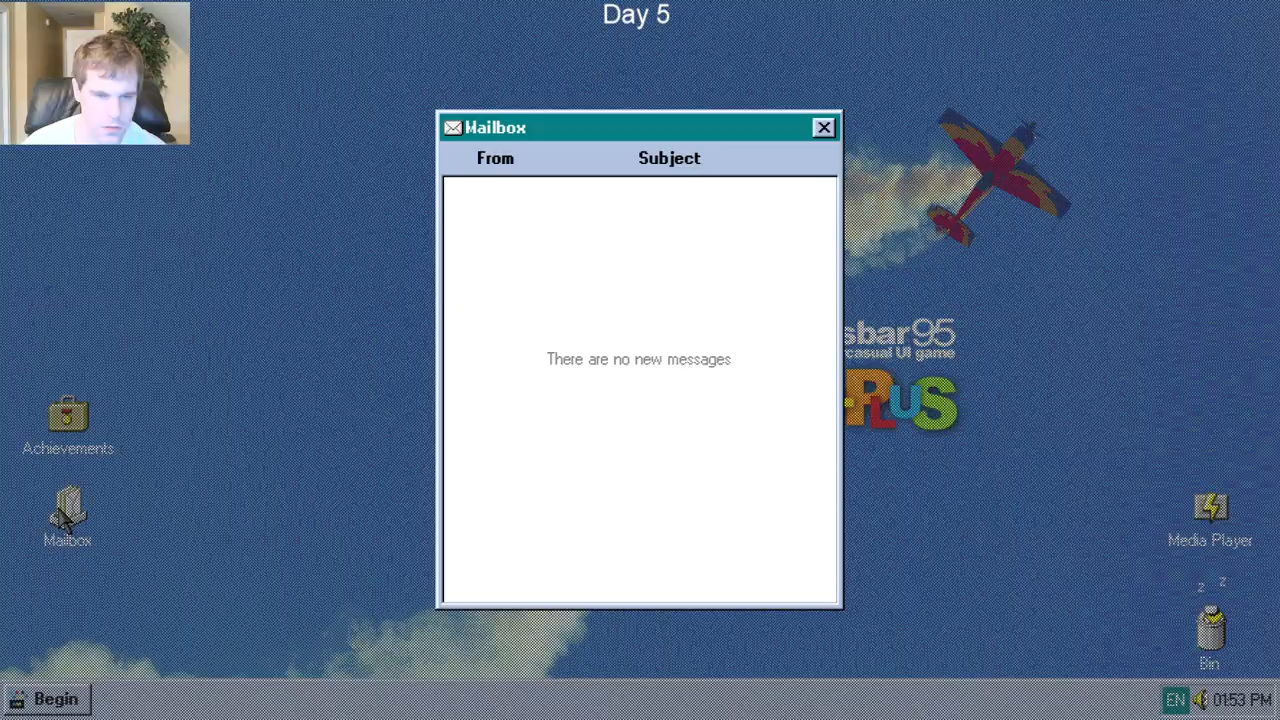 Day 5
Mailbox
From Subject
There are no new messages
sbar95
casual UI game
PLUS
Achievements
Mailbox
Media Player
z z
Bin
Begin
EN 01:53 PM